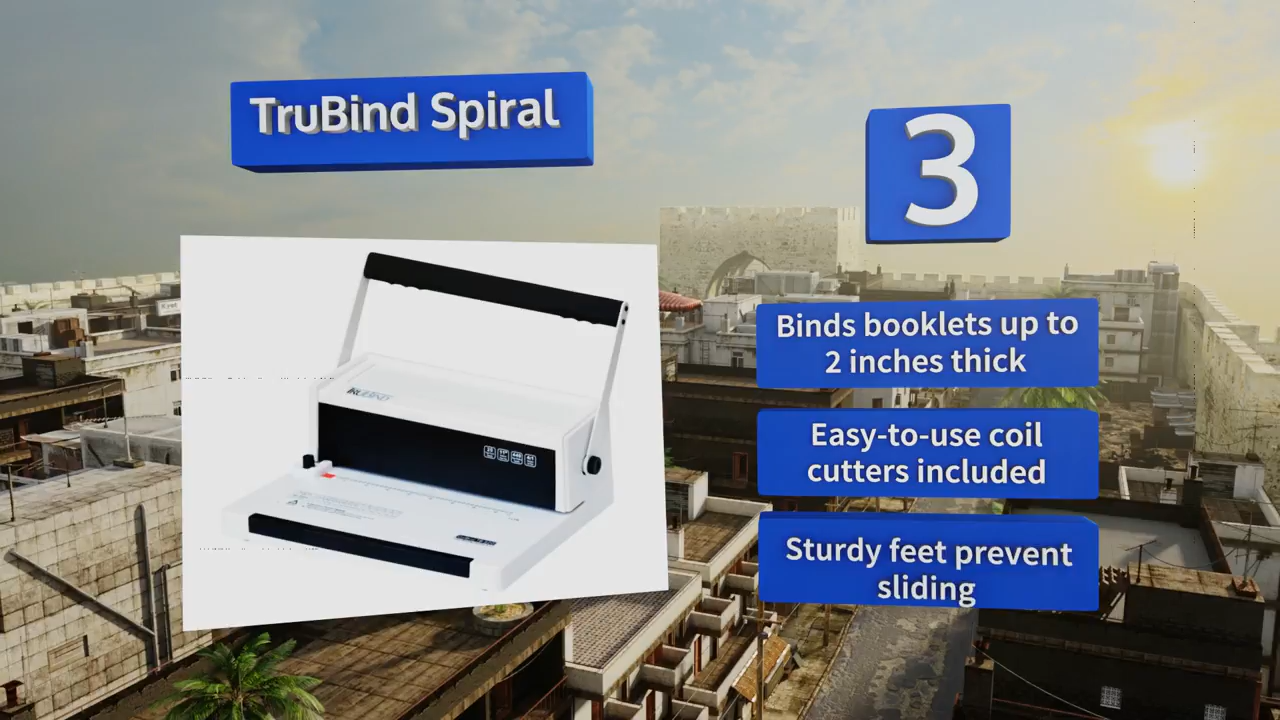 TruBind Spiral
3
Binds booklets up to
2 inches thick
Easy-to-use coil
cutters included
Sturdy feet prevent
sliding
TRUBIND